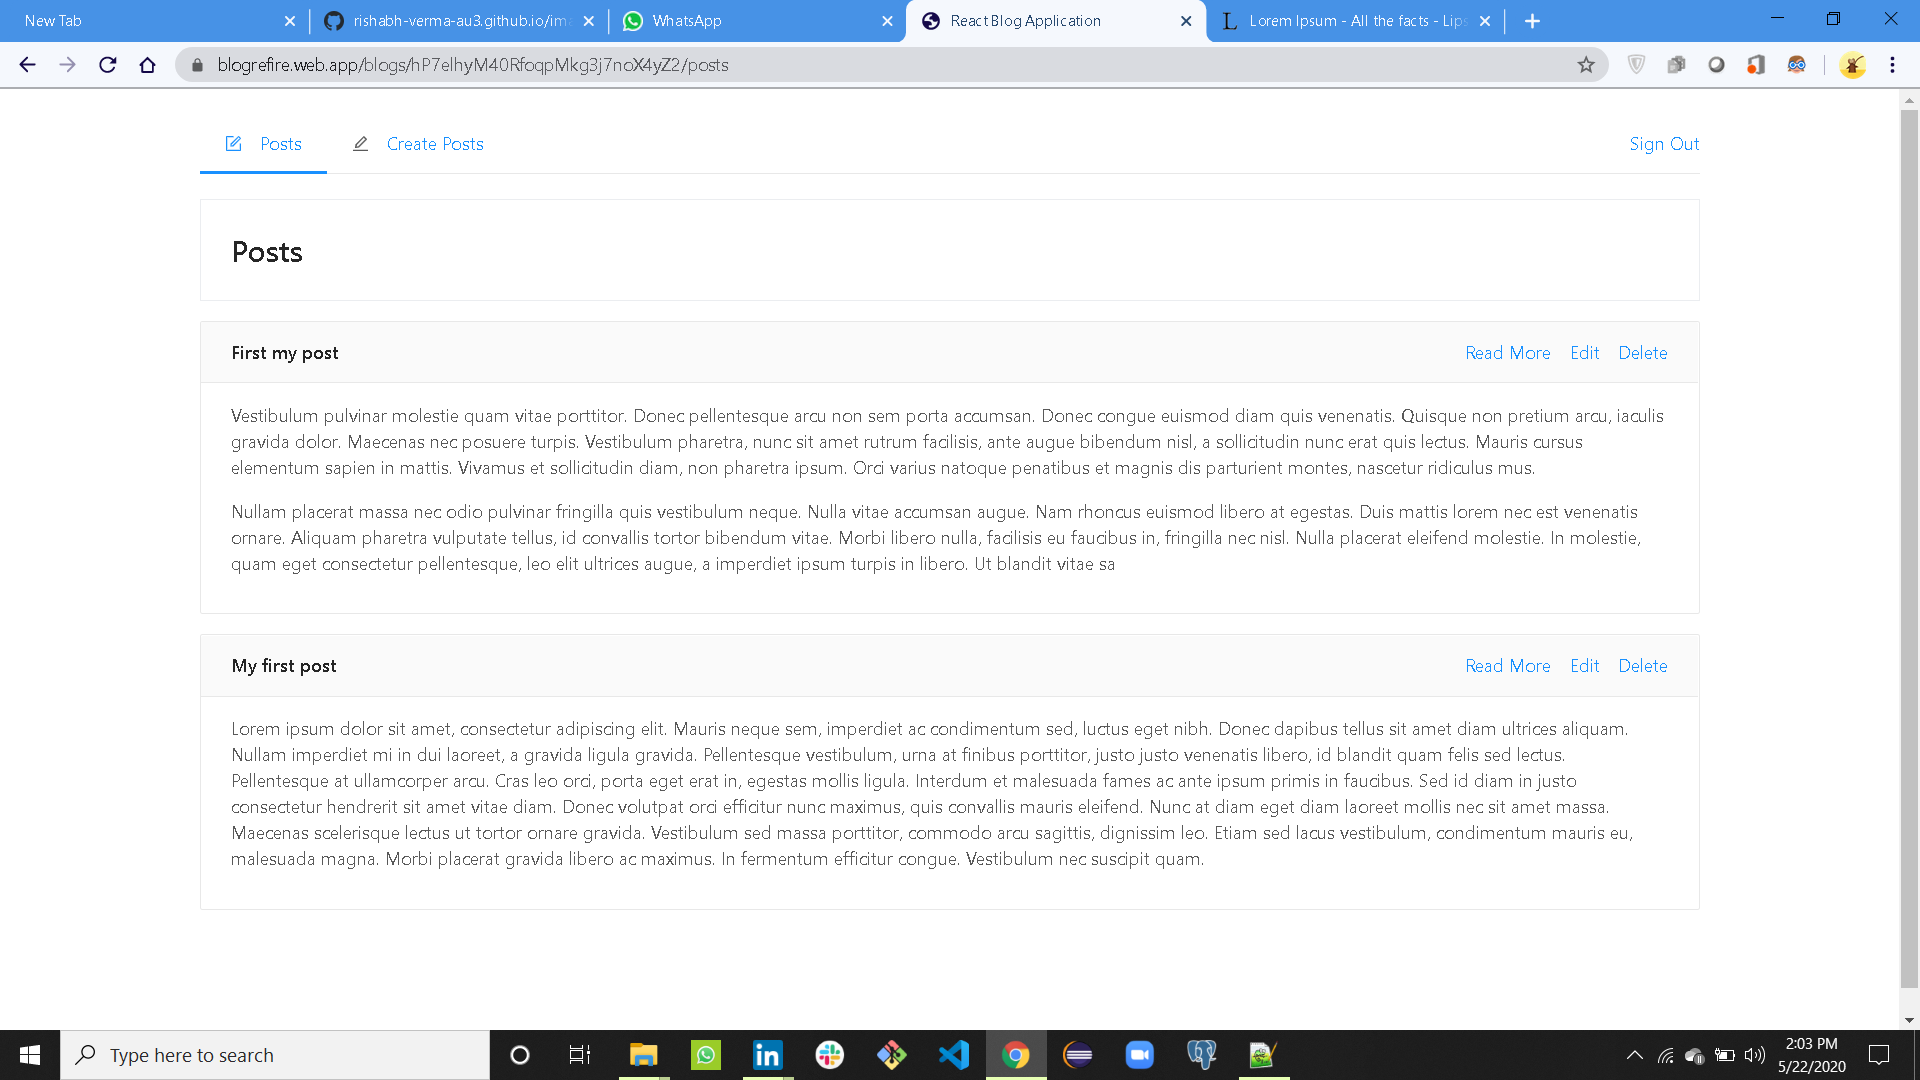 New Tab
rishabh-verma-au3.github.io/im
WhatsApp
React Blog Application
Lorem Ipsum - All the facts - Lips
blogrefire.web.app/blogs/hP7elhyM40RfoqpMkg3j7noX4yZ2/posts
Posts
Create Posts
Sign Out
Posts
First my post
Read More Edit Delete
Vestibulum pulvinar molestie quam vitae porttitor. Donec pellentesque arcu non sem porta accumsan. Donec congue euismod diam quis venenatis. Quisque non pretium arcu, iaculis
gravida dolor. Maecenas nec posuere turpis. Vestibulum pharetra, nunc sit amet rutrum facilisis, ante augue bibendum nisl, a sollicitudin nunc erat quis lectus. Mauris cursus
elementum sapien in mattis. Vivamus et sollicitudin diam, non pharetra ipsum. Orci varius natoque penatibus et magnis dis parturient montes, nascetur ridiculus mus.
Nullam placerat massa nec odio pulvinar fringilla quis vestibulum neque. Nulla vitae accumsan augue. Nam rhoncus euismod libero at egestas. Duis mattis lorem nec est venenatis
ornare. Aliquam pharetra vulputate tellus, id convallis tortor bibendum vitae. Morbi libero nulla, facilisis eu faucibus in, fringilla nec nisl. Nulla placerat eleifend molestie. In molestie,
quam eget consectetur pellentesque, leo elit ultrices augue, a imperdiet ipsum turpis in libero. Ut blandit vitae sa
My first post
Read More Edit Delete
Lorem ipsum dolor sit amet, consectetur adipiscing elit. Mauris neque sem, imperdiet ac condimentum sed, luctus eget nibh. Donec dapibus tellus sit amet diam ultrices aliquam.
Nullam imperdiet mi in dui laoreet, a gravida ligula gravida. Pellentesque vestibulum, urna at finibus porttitor, justo justo venenatis libero, id blandit quam felis sed lectus.
Pellentesque at ullamcorper arcu. Cras leo orci, porta eget erat in, egestas mollis ligula. Interdum et malesuada fames ac ante ipsum primis in faucibus. Sed id diam in justo
consectetur hendrerit sit amet vitae diam. Donec volutpat orci efficitur nunc maximus, quis convallis mauris eleifend. Nunc at diam eget diam laoreet mollis nec sit amet massa.
Maecenas scelerisque lectus ut tortor ornare gravida. Vestibulum sed massa porttitor, commodo arcu sagittis, dignissim leo. Etiam sed lacus vestibulum, condimentum mauris eu,
malesuada magna. Morbi placerat gravida libero ac maximus. In fermentum efficitur congue. Vestibulum nec suscipit quam.
Type here to search
2:03 PM
5/22/2020